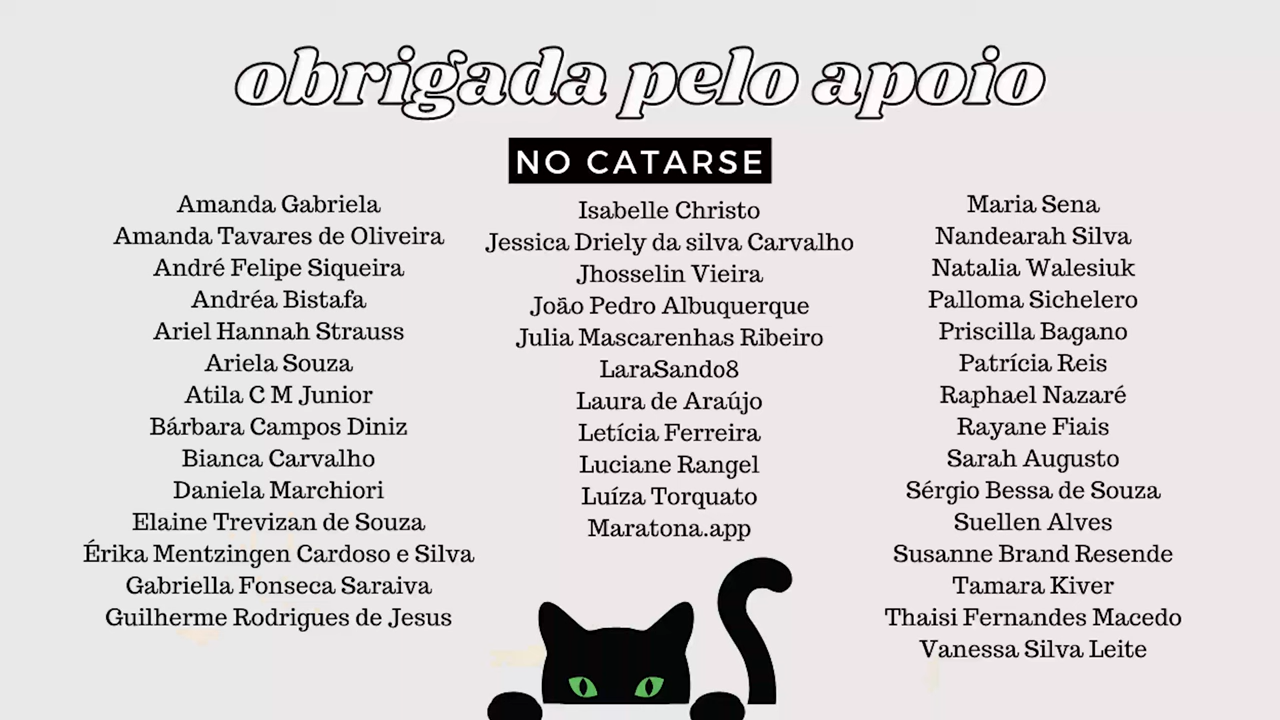 obrigada pelo apoio
NO CATARSE
Amanda Gabriela
Amanda Tavares de Oliveira
André Felipe Siqueira
Andréa Bistafa
Ariel Hannah Strauss
Ariela Souza
Atila C M Junior
Bárbara Campos Diniz
Bianca Carvalho
Daniela Marchiori
Elaine Trevizan de Souza
Érika Mentzingen Cardoso e Silva
Gabriella Fonseca Saraiva
Guilherme Rodrigues de Jesus
Isabelle Christo
Jessica Driely da silva Carvalho
Jhosselin Vieira
João Pedro Albuquerque
Julia Mascarenhas Ribeiro
LaraSando8
Laura de Araújo
Letícia Ferreira
Luciane Rangel
Luíza Torquato
Maratona.app
Maria Sena
Nandearah Silva
Natalia Walesiuk
Palloma Sichelero
Priscilla Bagano
Patrícia Reis
Raphael Nazaré
Rayane Fiais
Sarah Augusto
Sérgio Bessa de Souza
Suellen Alves
Susanne Brand Resende
Tamara Kiver
Thaisi Fernandes Macedo
Vanessa Silva Leite